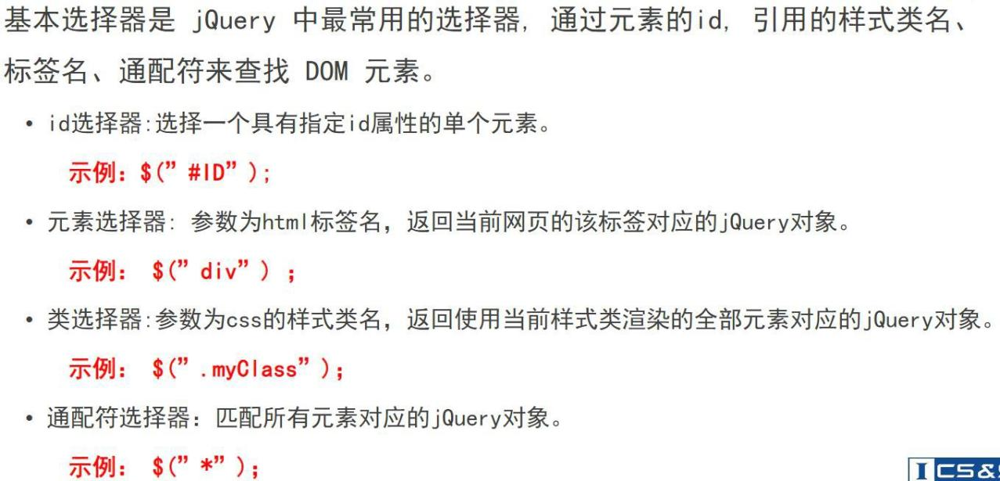 基本选择器是 jQuery 中最常用的选择器, 通过元素的id, 引用的样式类名、
标签名、通配符来查找 DOM 元素。
• id选择器:选择一个具有指定id属性的单个元素。
示例：$(”#ID”);
• 元素选择器: 参数为html标签名，返回当前网页的该标签对应的jQuery对象。
示例： $(”div”) ；
• 类选择器:参数为css的样式类名，返回使用当前样式类渲染的全部元素对应的jQuery对象。
示例： $(”.myClass”)；
• 通配符选择器：匹配所有元素对应的jQuery对象。
示例： $(”*”)；
ICS&